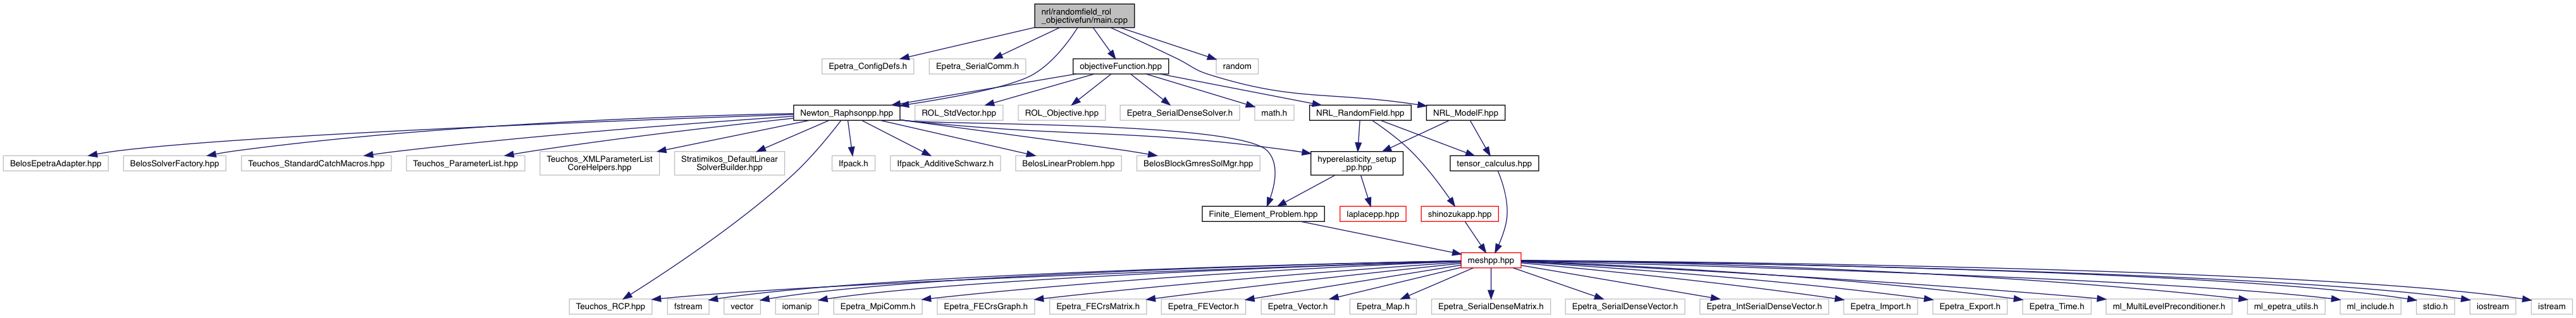 nrl/randomfield_rol
_objectivefun/main.cpp
Epetra_ConfigDefs.h
Epetra_SerialComm.h
objectiveFunction.hpp
random
Newton_Raphsonpp.hpp
ROL_StdVector.hpp
ROL_Objective.hpp
Epetra_SerialDenseSolver.h
math.h
NRL_RandomField.hpp
NRL_ModelF.hpp
BelosEpetraAdapter.hpp
BelosSolverFactory.hpp
Teuchos_StandardCatchMacros.hpp
Teuchos_ParameterList.hpp
Teuchos_XMLParameterList
CoreHelpers.hpp
Stratimikos_DefaultLinear
SolverBuilder.hpp
Ifpack.h
Ifpack_AdditiveSchwarz.h
BelosLinearProblem.hpp
BelosBlockGmresSolMgr.hpp
hyperelasticity_setup
_pp.hpp
tensor_calculus.hpp
Finite_Element_Problem.hpp
laplacepp.hpp
shinozukapp.hpp
meshpp.hpp
Teuchos_RCP.hpp
fstream
vector
iomanip
Epetra_MpiComm.h
Epetra_FECrsGraph.h
Epetra_FECrsMatrix.h
Epetra_FEVector.h
Epetra_Vector.h
Epetra_Map.h
Epetra_SerialDenseMatrix.h
Epetra_SerialDenseVector.h
Epetra_IntSerialDenseVector.h
Epetra_Import.h
Epetra_Export.h
Epetra_Time.h
ml_MultiLevelPreconditioner.h
ml_epetra_utils.h
ml_include.h
stdio.h
iostream
istream